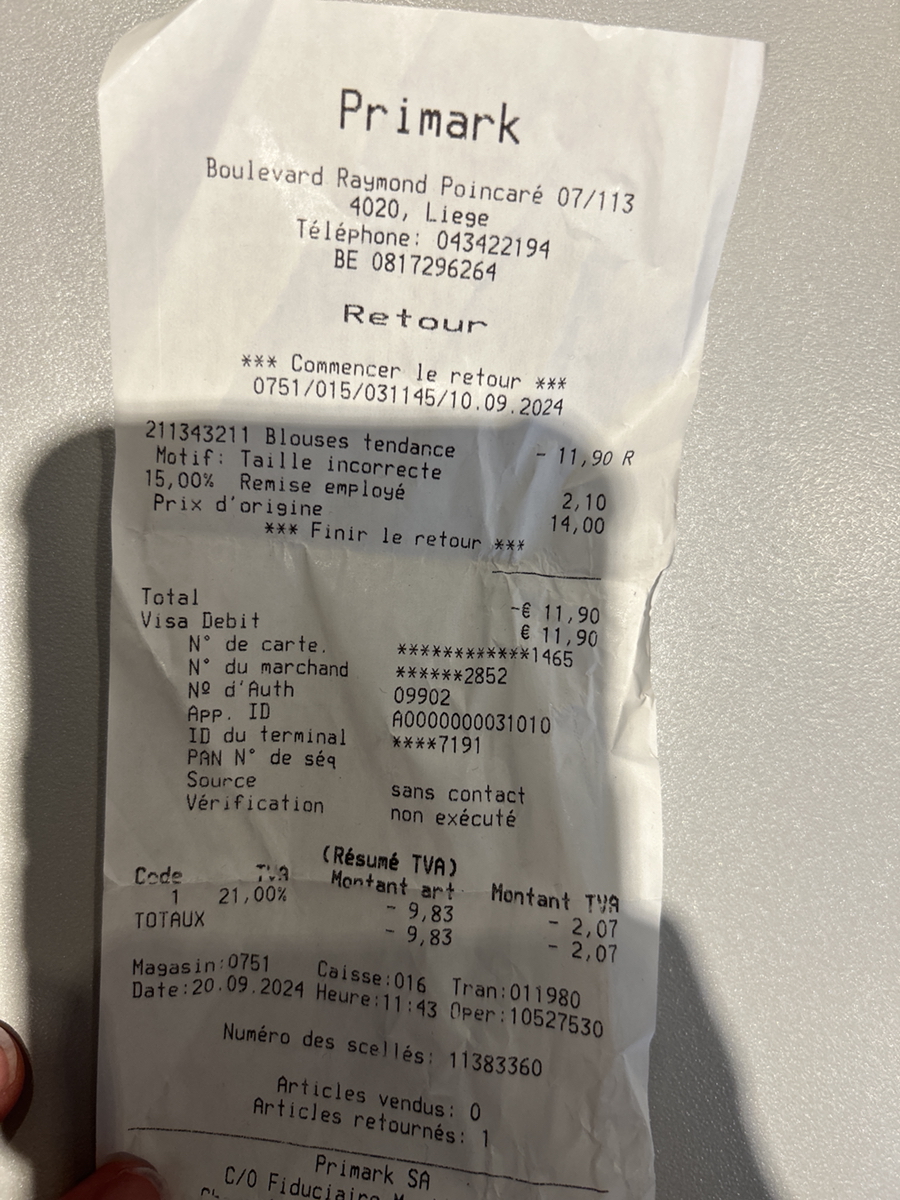 Primark
Boulevard Raymond Poincaré 07/113
4020, Liege
Téléphone: 043422194
BE 0817296264
Retour
*** Commencer le retour ***
0751/015/031145/10.09.2024
211343211 Blouses tendance - 11,90 R
Motif: Taille incorrecte
15,00% Remise employé 2,10
Prix d'origine 14,00
*** Finir le retour ***
Total -€ 11,90
Visa Debit € 11,90
N° de carte. ************1465
N° du marchand ******2852
Nº d'Auth 09902
App. ID A0000000031010
ID du terminal ****7191
PAN N° de séq
Source sans contact
Vérification non exécuté
(Résumé TVA)
Code TVA Montant art Montant TVA
1 21,00% - 9,83 - 2,07
TOTAUX - 9,83 - 2,07
Magasin:0751 Caisse:016 Tran:011980
Date:20.09.2024 Heure:11:43 Oper:10527530
Numéro des scellés: 11383360
Articles vendus: 0
Articles retournés: 1
Primark SA
C/O Fiduciaire